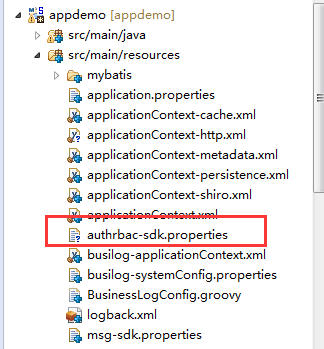 appdemo [appdemo]
src/main/java
src/main/resources
mybatis
application.properties
applicationContext-cache.xml
applicationContext-http.xml
applicationContext-metadata.xml
applicationContext-persistence.xml
applicationContext-shiro.xml
applicationContext.xml
authrbac-sdk.properties
busilog-applicationContext.xml
busilog-systemConfig.properties
BusinessLogConfig.groovy
logback.xml
msg-sdk.properties